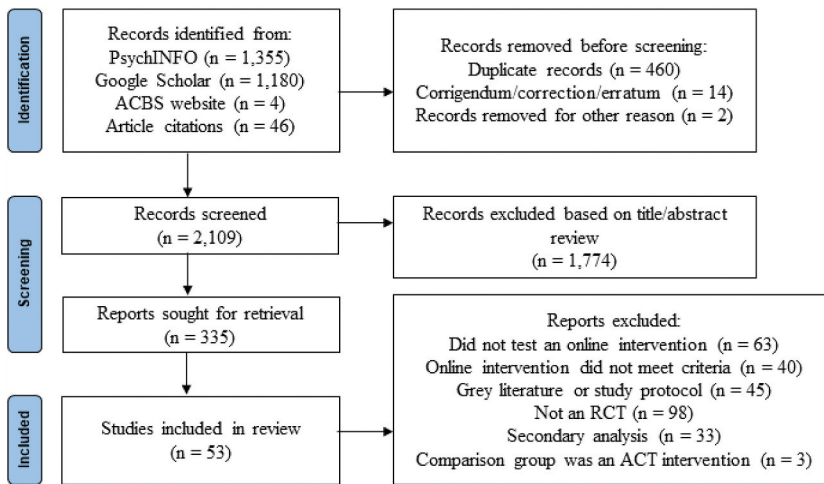 Identification
Records identified from:
PsychINFO (n = 1,355)
Google Scholar (n = 1,180)
ACBS website (n = 4)
Article citations (n = 46)
Records removed before screening:
Duplicate records (n = 460)
Corrigendum/correction/erratum (n = 14)
Records removed for other reason (n = 2)
Screening
Records screened
(n = 2,109)
Records excluded based on title/abstract
review
(n = 1,774)
Reports sought for retrieval
(n = 335)
Reports excluded:
Did not test an online intervention (n = 63)
Online intervention did not meet criteria (n = 40)
Grey literature or study protocol (n = 45)
Not an RCT (n = 98)
Secondary analysis (n = 33)
Comparison group was an ACT intervention (n = 3)
Included
Studies included in review
(n = 53)